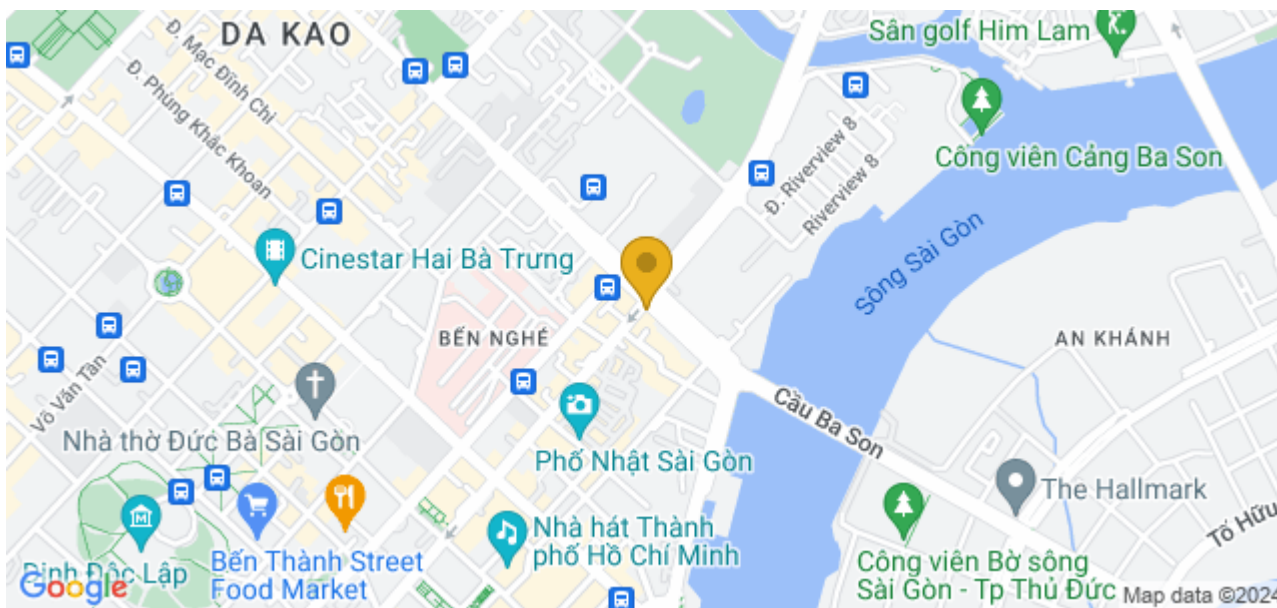 DA KAO
Sân golf Him Lam
Đ. Mạc Đĩnh Chi
Đ. Phùng Khắc Khoan
Công viên Cảng Ba Son
Đ. Riverview 8
Riverview 8
Sông Sài Gòn
Cinestar Hai Bà Trưng
BẾN NGHÉ
AN KHÁNH
Võ Văn Tần
Cầu Ba Son
Nhà thờ Đức Bà Sài Gòn
Phố Nhật Sài Gòn
The Hallmark
Tố Hữu
Nhà hát Thành
phố Hồ Chí Minh
Dinh Độc Lập
Bến Thành Street
Food Market
Công viên Bờ sông
Sài Gòn - Tp Thủ Đức
Google
Map data ©2024